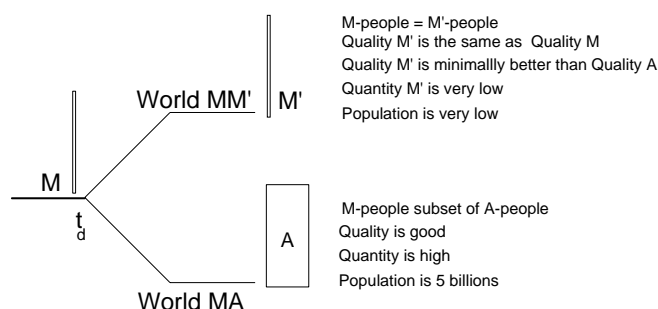 M-people = M'-people
Quality M' is the same as Quality M
Quality M' is minimallly better than Quality A
Quantity M' is very low
Population is very low
World MM'
M'
M
t
d
A
M-people subset of A-people
Quality is good
Quantity is high
Population is 5 billions
World MA